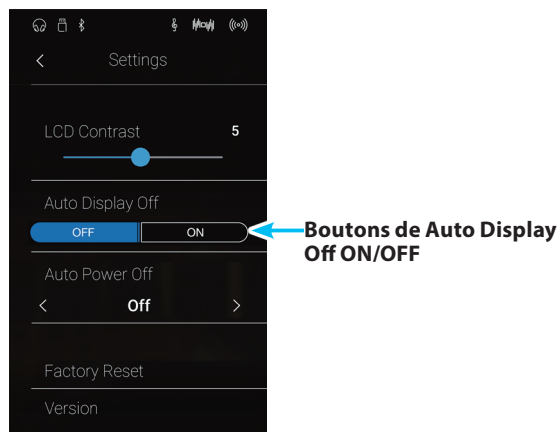 Settings
LCD Contrast 5
Auto Display Off
OFF ON
Boutons de Auto Display
Off ON/OFF
Auto Power Off
Off
Factory Reset
Version